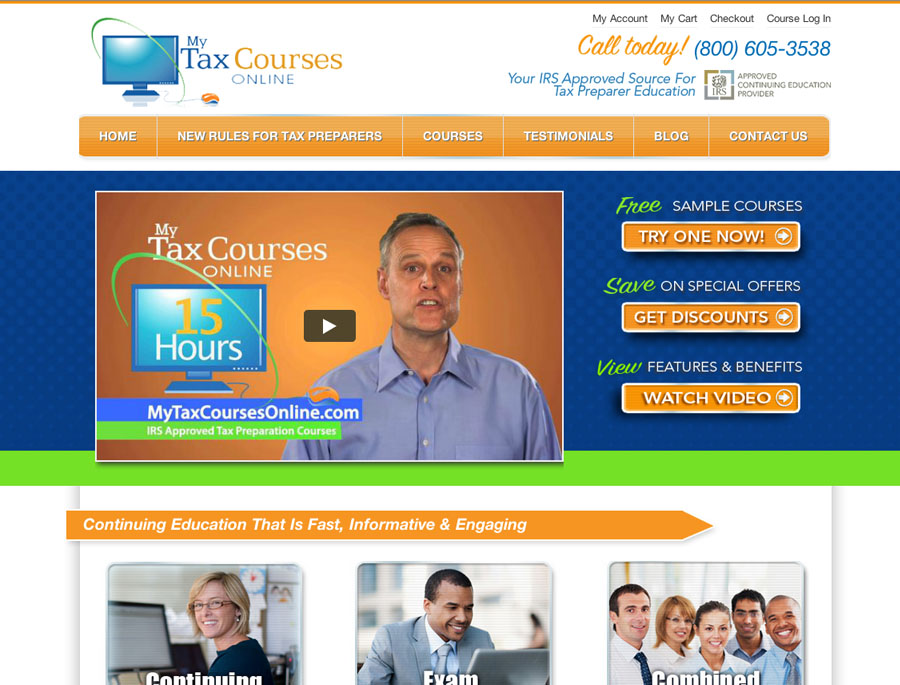 My Account My Cart Checkout Course Log In
My
Tax Courses
ONLINE
Call today! (800) 605-3538
Your IRS Approved Source For
Tax Preparer Education
IRS
APPROVED
CONTINUING EDUCATION
PROVIDER
HOME NEW RULES FOR TAX PREPARERS COURSES TESTIMONIALS BLOG CONTACT US
My
Tax Courses
ONLINE
15
Hours
MyTaxCoursesOnline.com
IRS Approved Tax Preparation Courses
Free SAMPLE COURSES
TRY ONE NOW!
Save ON SPECIAL OFFERS
GET DISCOUNTS
View FEATURES & BENEFITS
WATCH VIDEO
Continuing Education That Is Fast, Informative & Engaging
Continuing Exam Combined